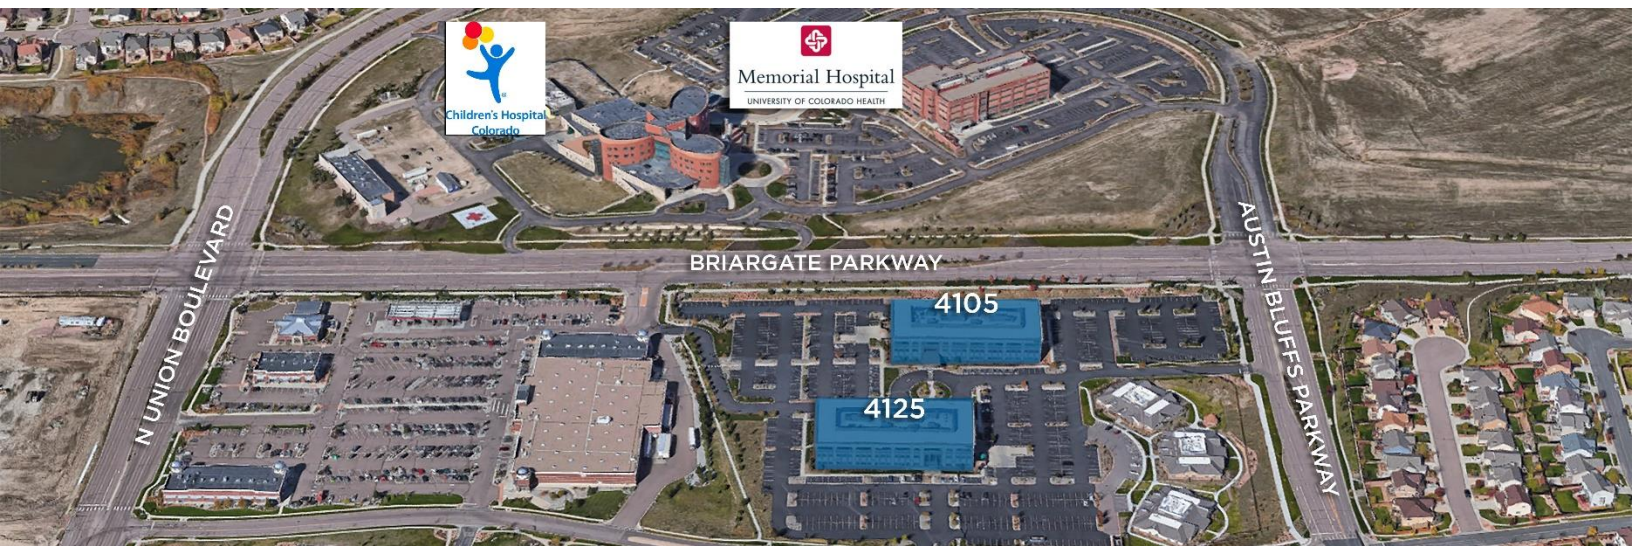 Children's Hospital
Colorado
Memorial Hospital
UNIVERSITY OF COLORADO HEALTH
N UNION BOULEVARD
BRIARGATE PARKWAY
AUSTIN BLUFFS PARKWAY
4105
4125